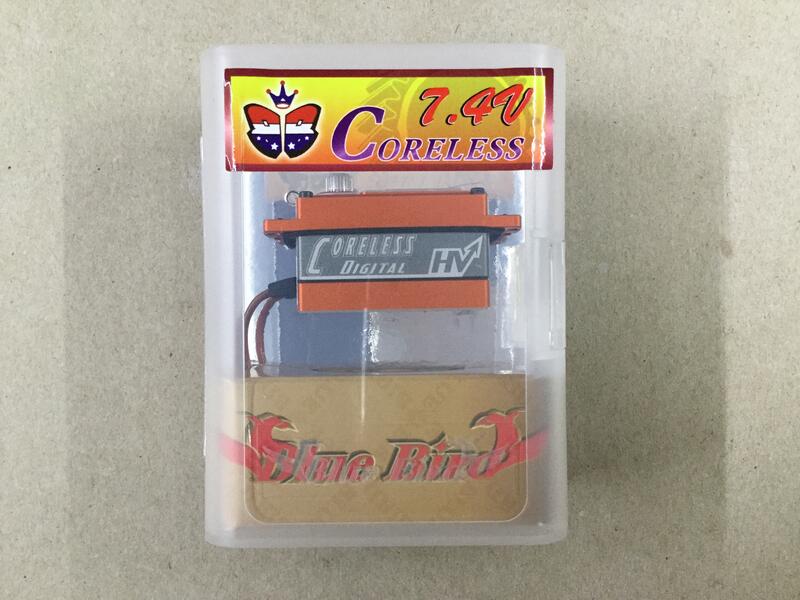 7.4V
CORELESS
CORELESS
DIGITAL
HV
Blue Bird